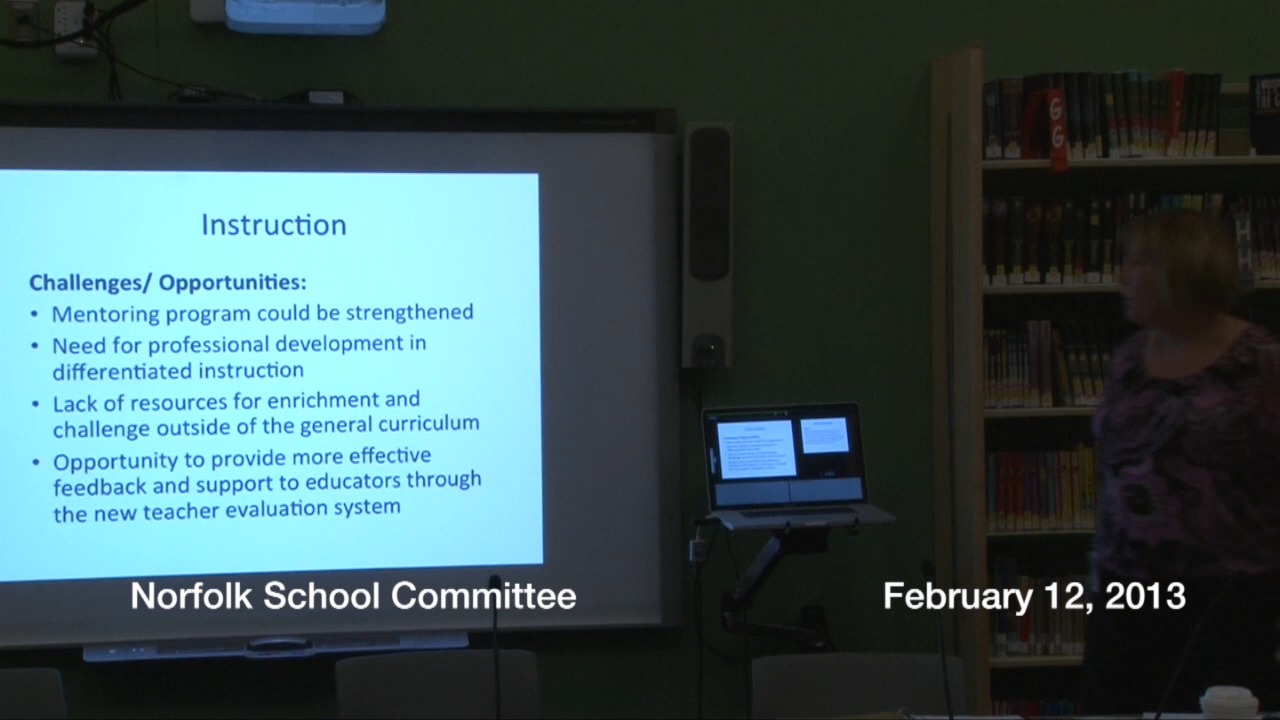 Instruction
Challenges/ Opportunities:
• Mentoring program could be strengthened
• Need for professional development in
differentiated instruction
• Lack of resources for enrichment and
challenge outside of the general curriculum
• Opportunity to provide more effective
feedback and support to educators through
the new teacher evaluation system
G
G
Norfolk School Committee
February 12, 2013